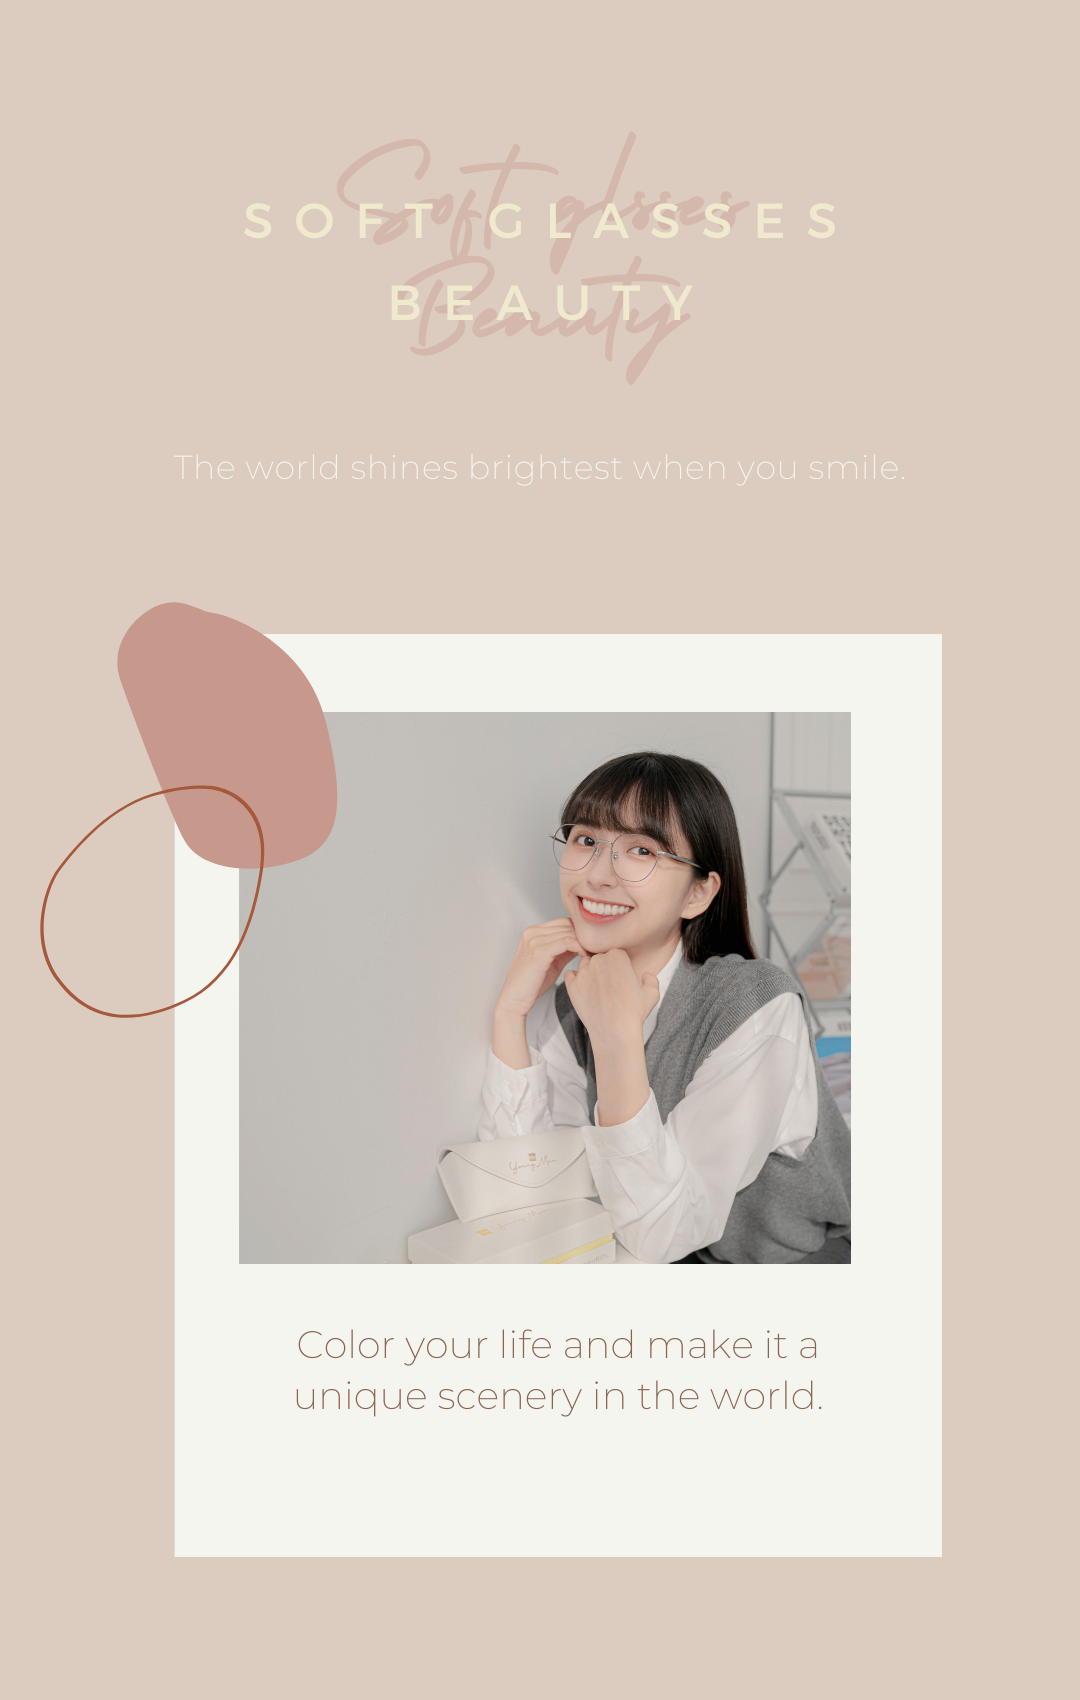 Soft glsses
SOFT GLASSES
Beauty
BEAUTY
The world shines brightest when you smile.
Color your life and make it a
unique scenery in the world.